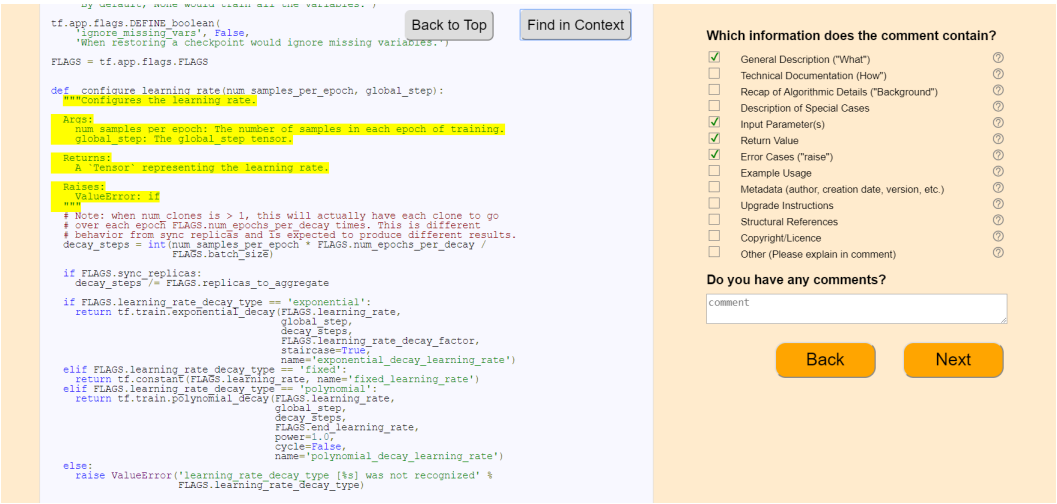 By default, None would train all the variables.')
tf.app.flags.DEFINE_boolean(
'ignore_missing_vars', False,
'When restoring a checkpoint would ignore missing variables.')
Back to Top
Find in Context
FLAGS = tf.app.flags.FLAGS
def _configure_learning_rate(num_samples_per_epoch, global_step):
"""Configures the learning rate.
Args:
num_samples_per_epoch: The number of samples in each epoch of training.
global_step: The global_step tensor.
Returns:
A `Tensor` representing the learning rate.
Raises:
ValueError: if
"""
# Note: when num_clones is > 1, this will actually have each clone to go
# over each epoch FLAGS.num_epochs_per_decay times. This is different
# behavior from sync replicas and is expected to produce different results.
decay_steps = int(num_samples_per_epoch * FLAGS.num_epochs_per_decay /
FLAGS.batch_size)
if FLAGS.sync_replicas:
decay_steps /= FLAGS.replicas_to_aggregate
if FLAGS.learning_rate_decay_type == 'exponential':
return tf.train.exponential_decay(FLAGS.learning_rate,
global_step,
decay_steps,
FLAGS.learning_rate_decay_factor,
staircase=True,
name='exponential_decay_learning_rate')
elif FLAGS.learning_rate_decay_type == 'fixed':
return tf.constant(FLAGS.learning_rate, name='fixed_learning_rate')
elif FLAGS.learning_rate_decay_type == 'polynomial':
return tf.train.polynomial_decay(FLAGS.learning_rate,
global_step,
decay_steps,
FLAGS.end_learning_rate,
power=1.0,
cycle=False,
name='polynomial_decay_learning_rate')
else:
raise ValueError('learning_rate_decay_type [%s] was not recognized' %
FLAGS.learning_rate_decay_type)
Which information does the comment contain?
General Description ("What")
Technical Documentation (How")
Recap of Algorithmic Details ("Background")
Description of Special Cases
Input Parameter(s)
Return Value
Error Cases ("raise")
Example Usage
Metadata (author, creation date, version, etc.)
Upgrade Instructions
Structural References
Copyright/Licence
Other (Please explain in comment)
Do you have any comments?
comment
Back
Next